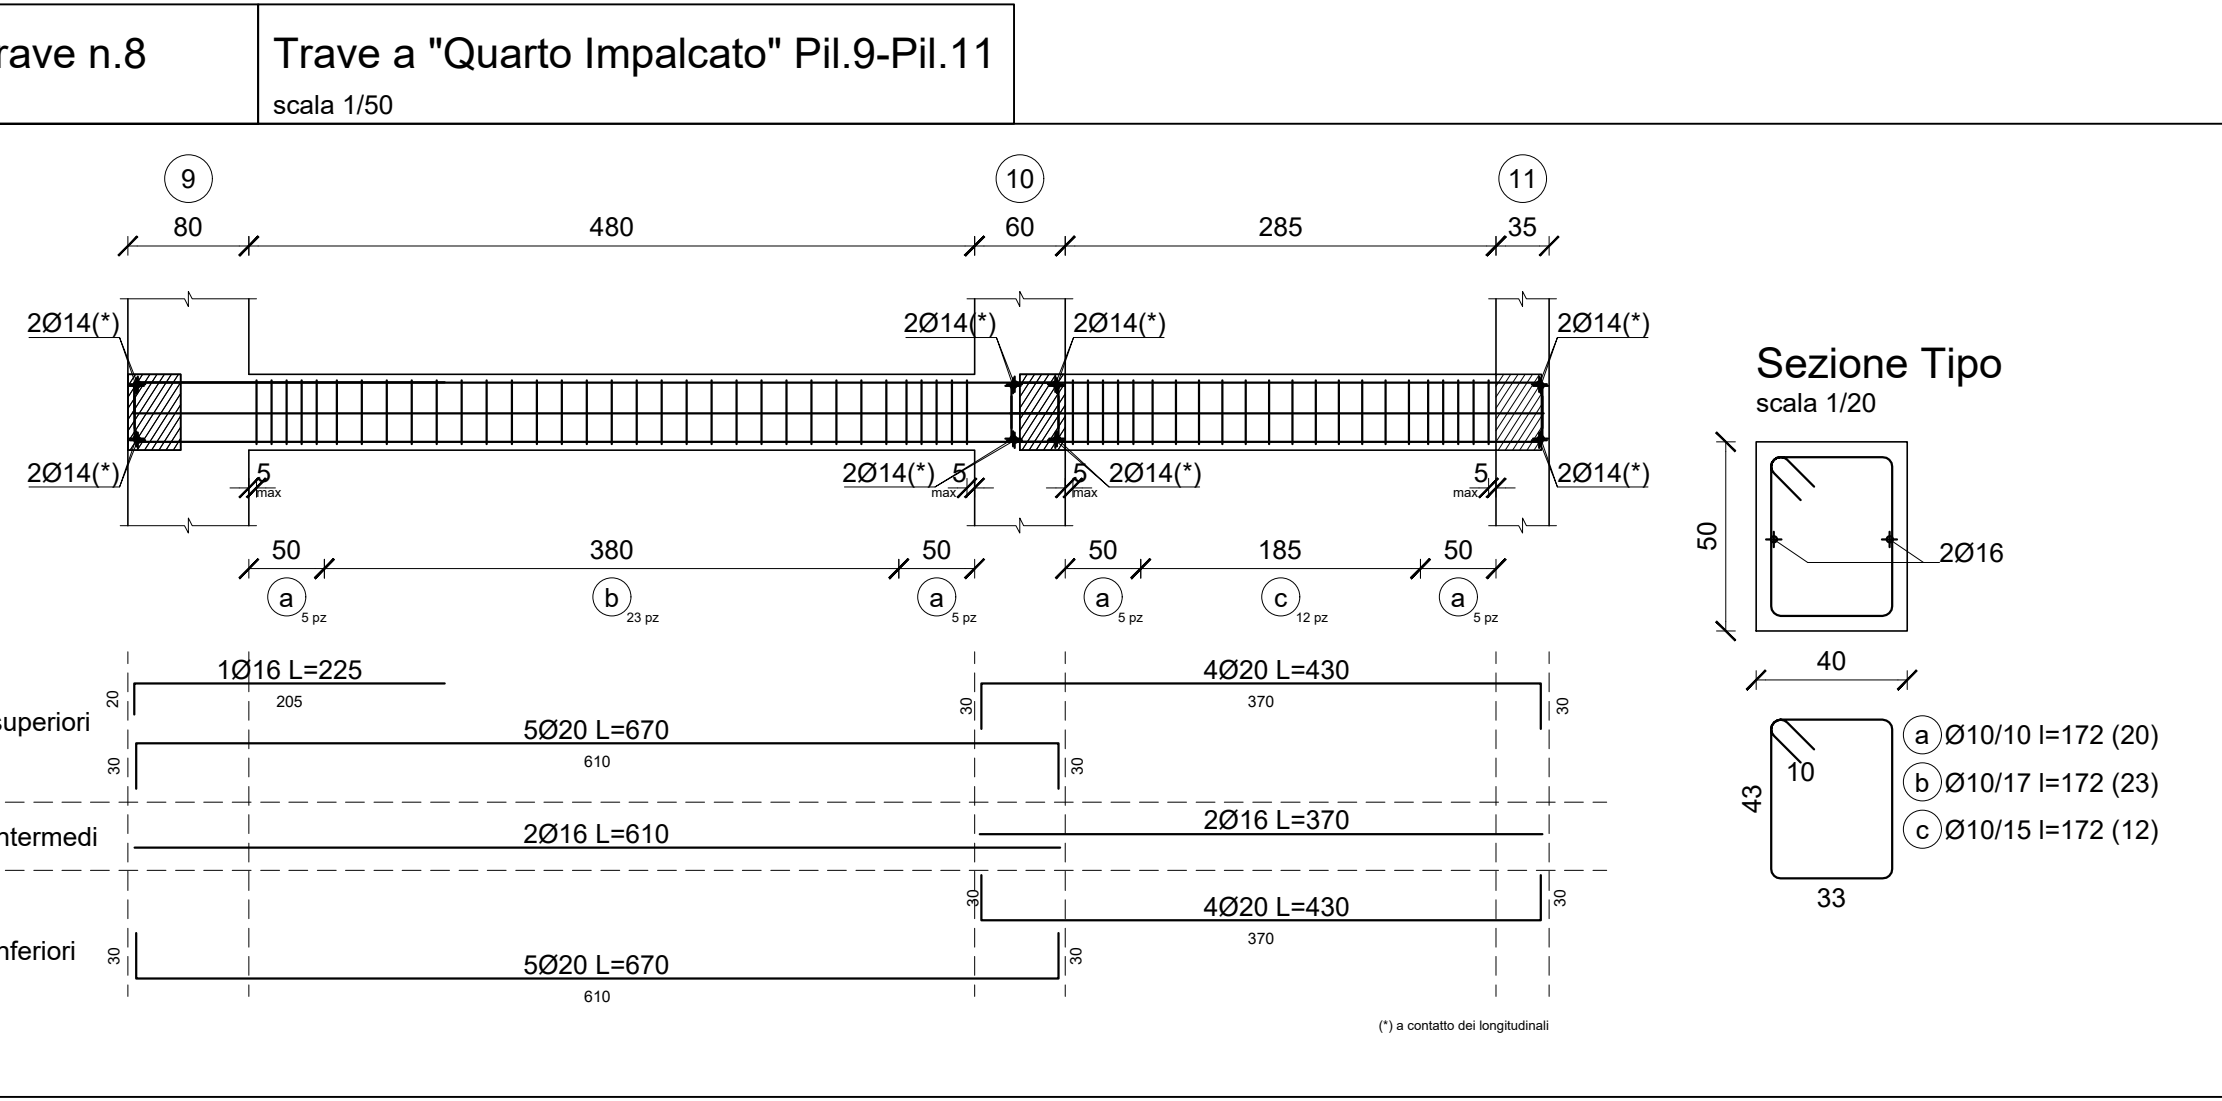 rave n.8
Trave a "Quarto Impalcato" Pil.9-Pil.11
scala 1/50
9 10 11
80 480 60 285 35
2Ø14(*) 2Ø14(*) 2Ø14(*) 2Ø14(*)
2Ø14(*) 5 max 2Ø14(*) 5 max 5 max 2Ø14(*) 5 max 2Ø14(*)
50 380 50 50 185 50
a 5 pz b 23 pz a 5 pz a 5 pz c 12 pz a 5 pz
Sezione Tipo
scala 1/20
50
2Ø16
40
1Ø16 L=225
20
205
4Ø20 L=430
30 370 30
superiori
5Ø20 L=670
30 610 30
ntermedi
2Ø16 L=610
2Ø16 L=370
4Ø20 L=430
30 370 30
nferiori
5Ø20 L=670
30 610 30
10
43
33
a Ø10/10 l=172 (20)
b Ø10/17 l=172 (23)
c Ø10/15 l=172 (12)
(*) a contatto dei longitudinali